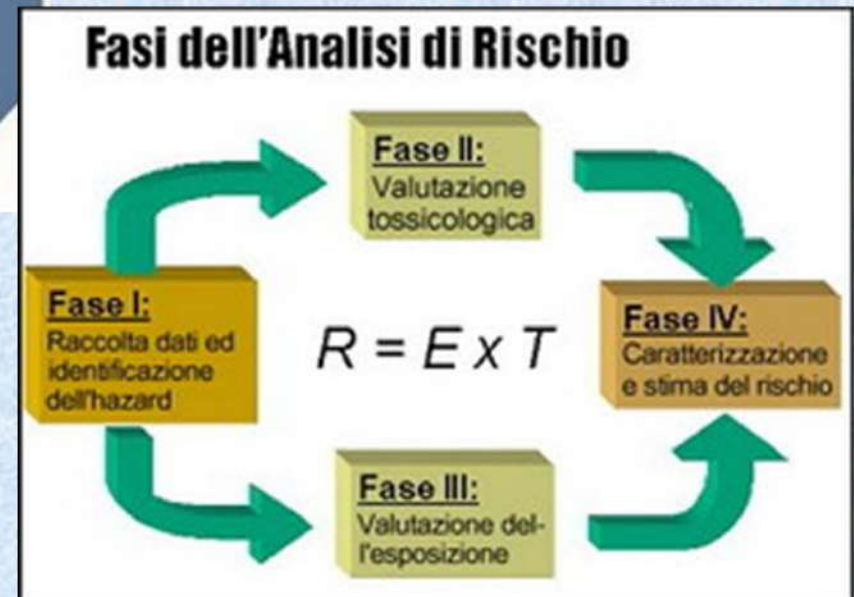 Fasi dell'Analisi di Rischio
Fase II:
Valutazione
tossicologica
Fase I:
Raccolta dati ed
identificazione
dell'hazard
R = E x T
Fase IV:
Caratterizzazione
e stima del rischio
Fase III:
Valutazione del-
l'esposizione